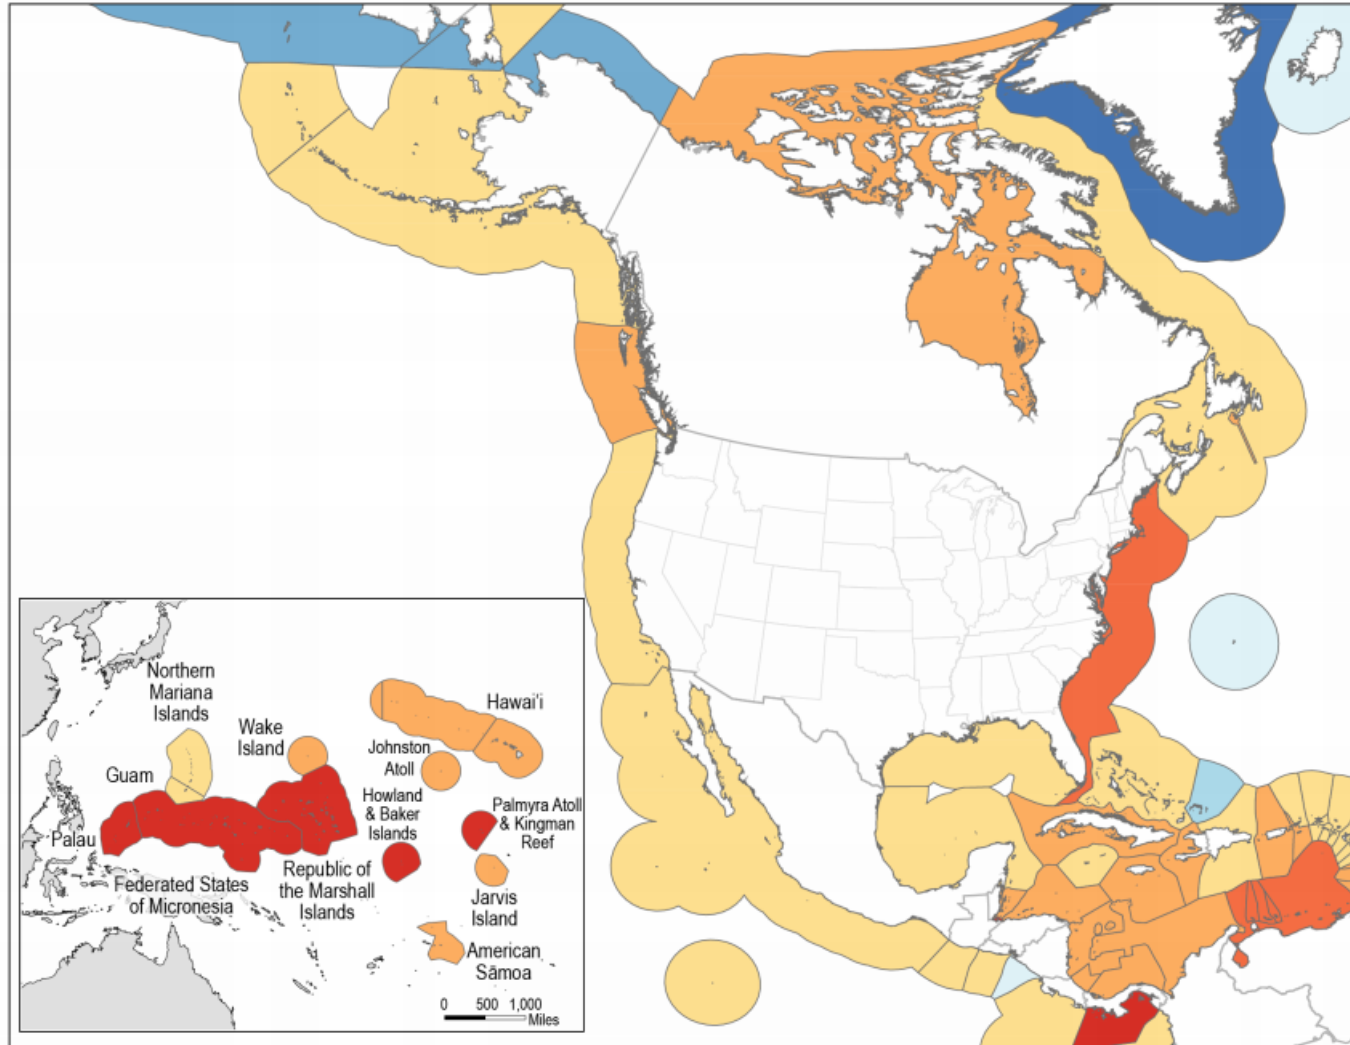 Northern
Mariana
Islands
Hawai'i
Wake
Island
Johnston
Atoll
Guam
Howland
& Baker
Islands
Palmyra Atoll
& Kingman
Reef
Palau
Republic of
the Marshall
Islands
Federated States
of Micronesia
Jarvis
Island
American
Sāmoa
0 500 1,000
Miles